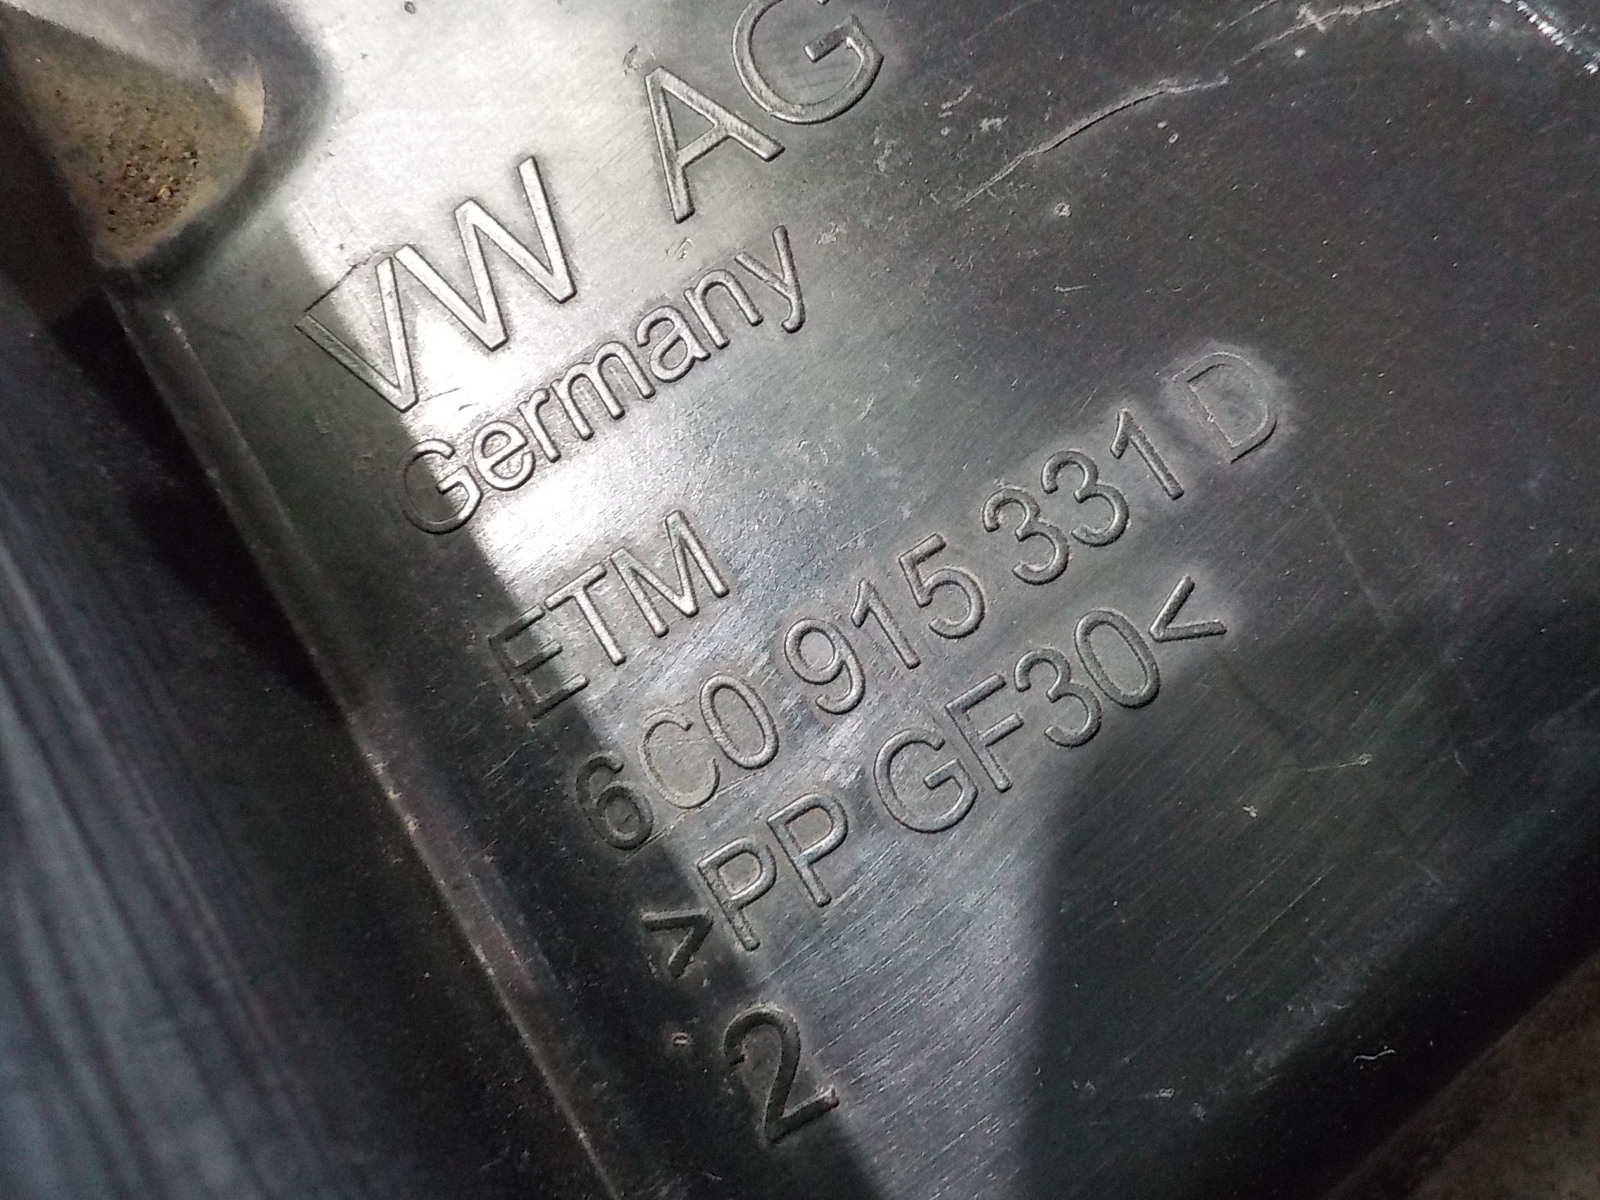 VW AG
Germany
ETM
6C0 915 331 D
>PP GF30<
2